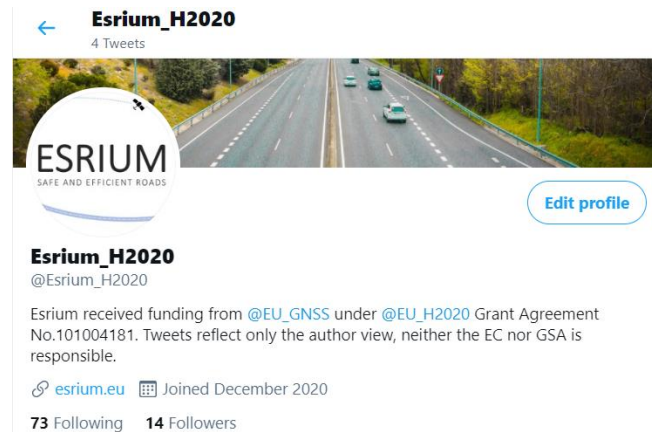 Esrium_H2020
4 Tweets
ESRIUM
SAFE AND EFFICIENT ROADS
Edit profile
Esrium_H2020
@Esrium_H2020
Esrium received funding from @EU_GNSS under @EU_H2020 Grant Agreement
No.101004181. Tweets reflect only the author view, neither the EC nor GSA is
responsible.
esrium.eu Joined December 2020
73 Following 14 Followers